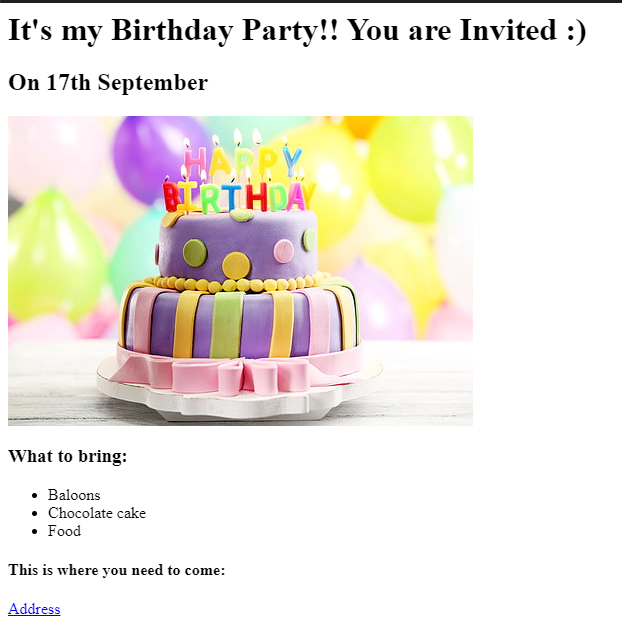 It's my Birthday Party!! You are Invited :)
On 17th September
HAPPY
BIRTHDAY
What to bring:
Baloons
Chocolate cake
Food
This is where you need to come:
Address